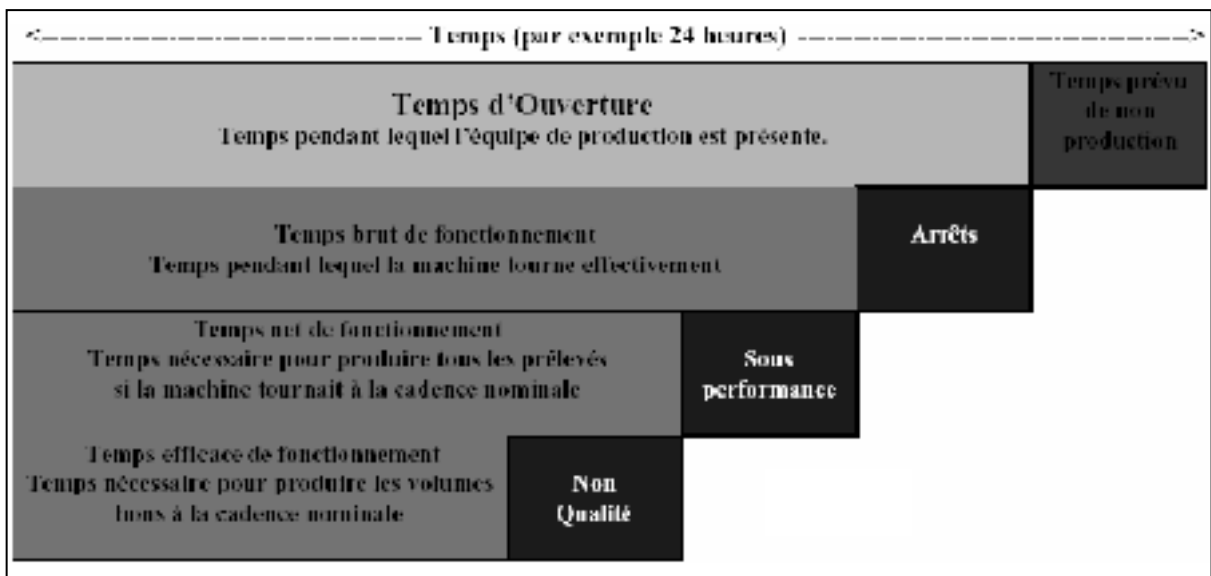 Temps (par exemple 24 heures)
Temps d'Ouverture
Temps pendant lequel l'équipe de production est présente.
Temps prévu
de non
production
Temps brut de fonctionnement
Temps pendant lequel la machine tourne effectivement
Arrêts
Temps net de fonctionnement
Temps nécessaire pour produire tous les prélevés
si la machine tournait à la cadence nominale
Sous
performance
Temps efficace de fonctionnement
Temps nécessaire pour produire les volumes
bons à la cadence nominale
Non
Qualité